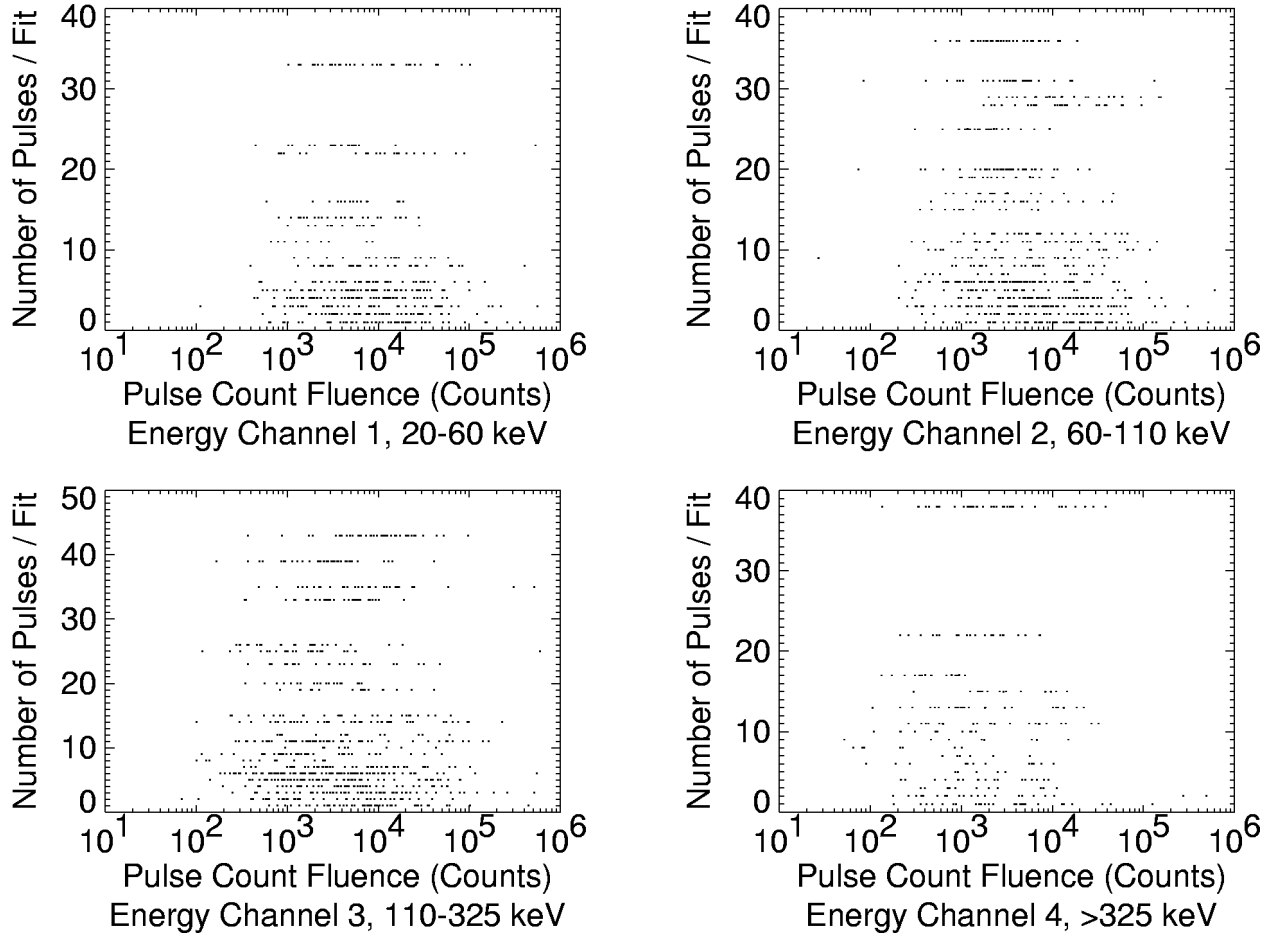 Number of Pulses / Fit
40
30
20
10
0
10^1 10^2 10^3 10^4 10^5 10^6
Pulse Count Fluence (Counts)
Energy Channel 1, 20-60 keV
Number of Pulses / Fit
40
30
20
10
0
10^1 10^2 10^3 10^4 10^5 10^6
Pulse Count Fluence (Counts)
Energy Channel 2, 60-110 keV
Number of Pulses / Fit
50
40
30
20
10
0
10^1 10^2 10^3 10^4 10^5 10^6
Pulse Count Fluence (Counts)
Energy Channel 3, 110-325 keV
Number of Pulses / Fit
40
30
20
10
0
10^1 10^2 10^3 10^4 10^5 10^6
Pulse Count Fluence (Counts)
Energy Channel 4, >325 keV